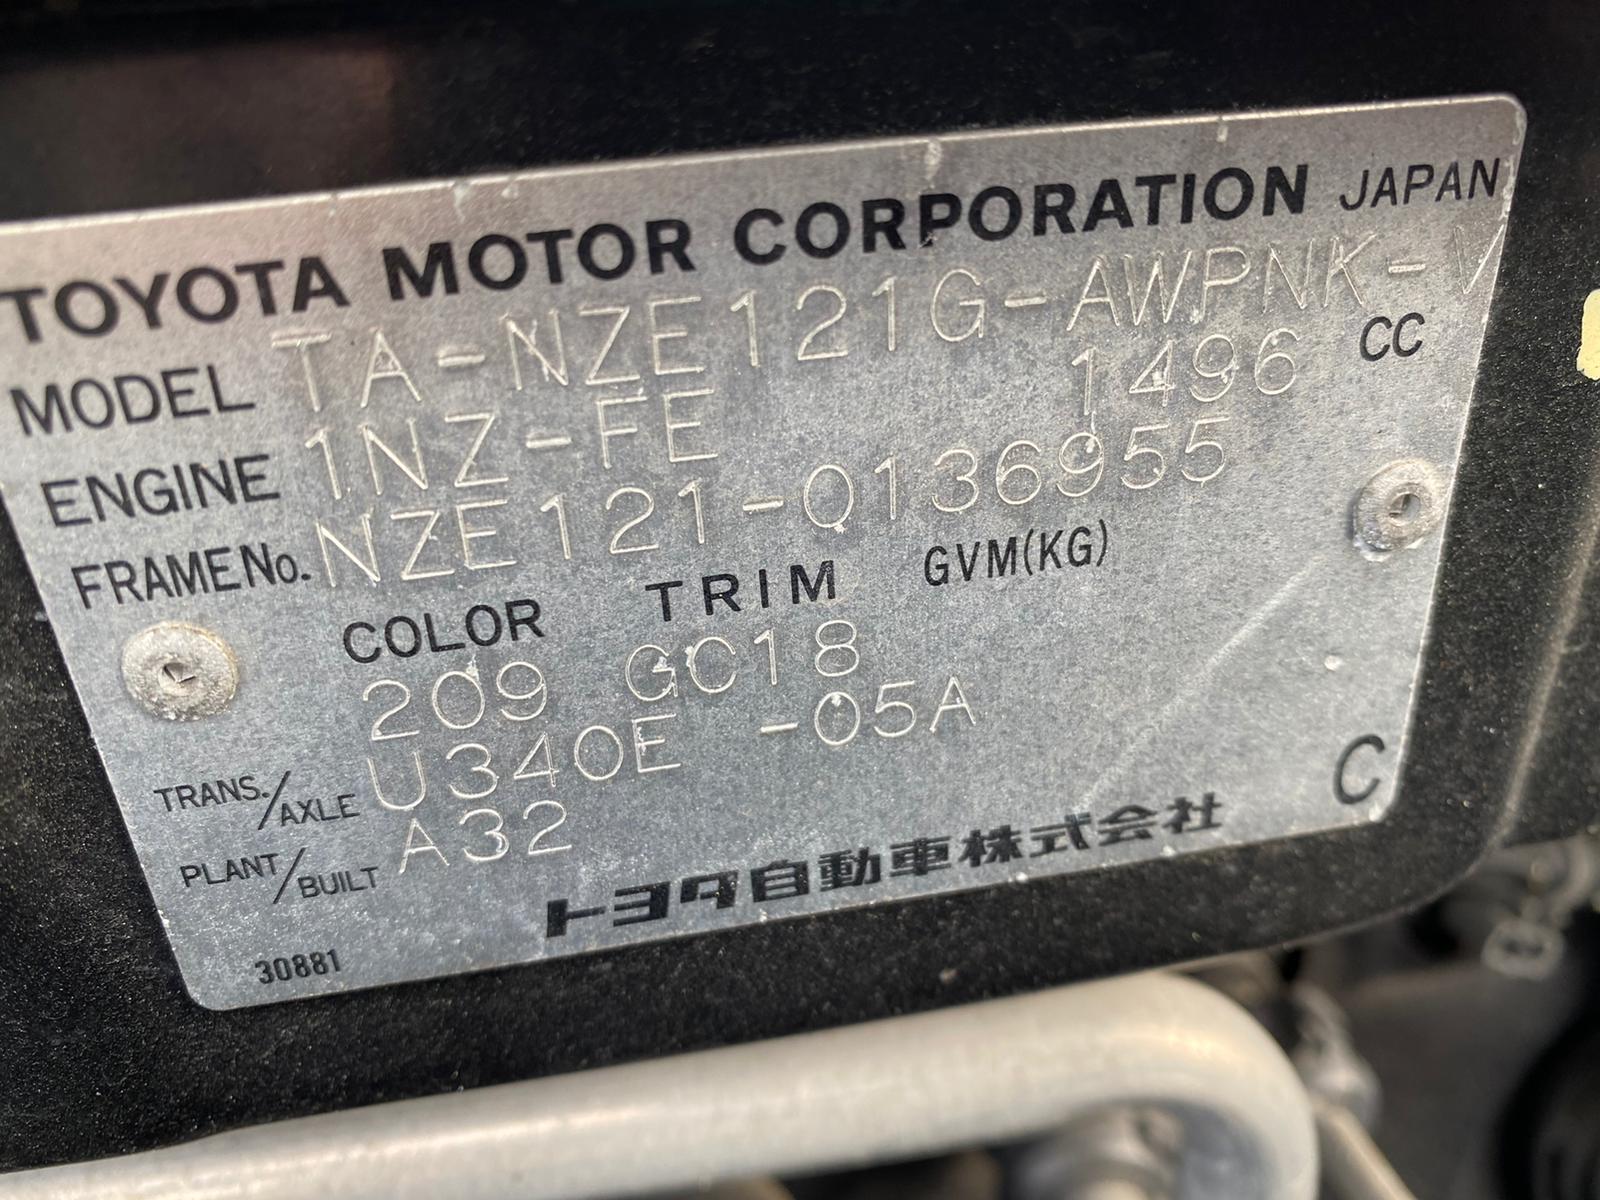 TOYOTA MOTOR CORPORATION JAPAN
MODEL TA-NZE121G-AWPNK-V
ENGINE 1NZ-FE 1496 CC
FRAME No. NZE121-0136955
COLOR TRIM GVM(KG)
209 GC18
TRANS./AXLE U340E -05A
PLANT/BUILT A32
C
トヨタ自動車株式会社
30881